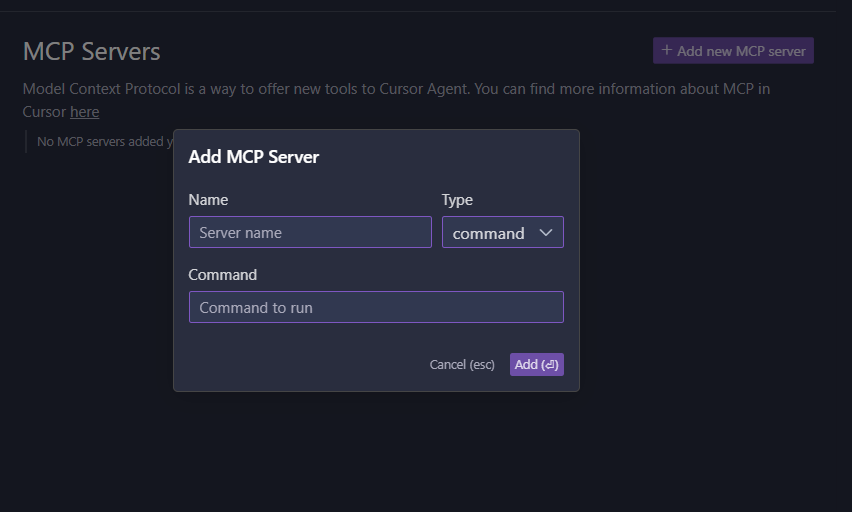 MCP Servers
+ Add new MCP server
Model Context Protocol is a way to offer new tools to Cursor Agent. You can find more information about MCP in
Cursor here
No MCP servers added y
Add MCP Server
Name
Type
Server name
command
Command
Command to run
Cancel (esc)
Add (⏎)